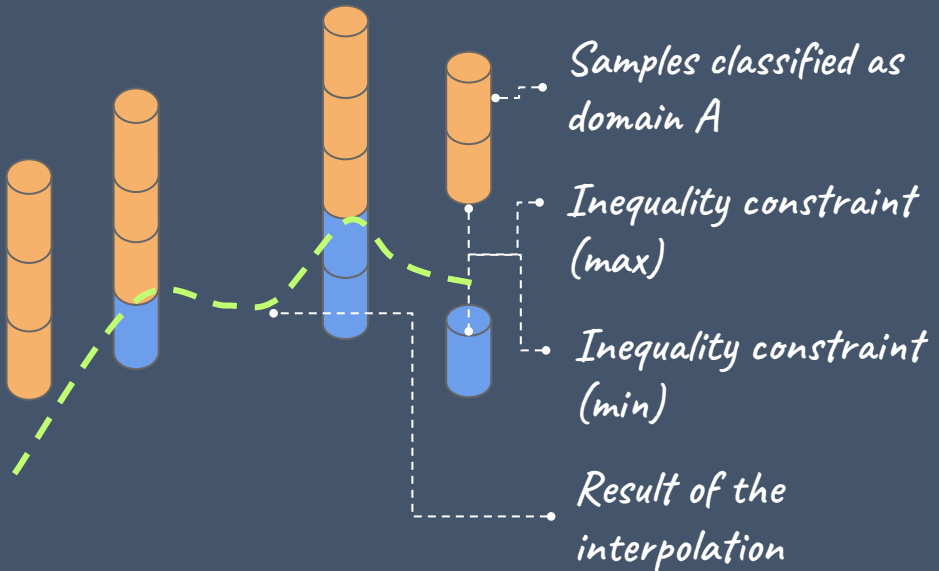 Samples classified as
domain A
Inequality constraint
(max)
Inequality constraint
(min)
Result of the
interpolation